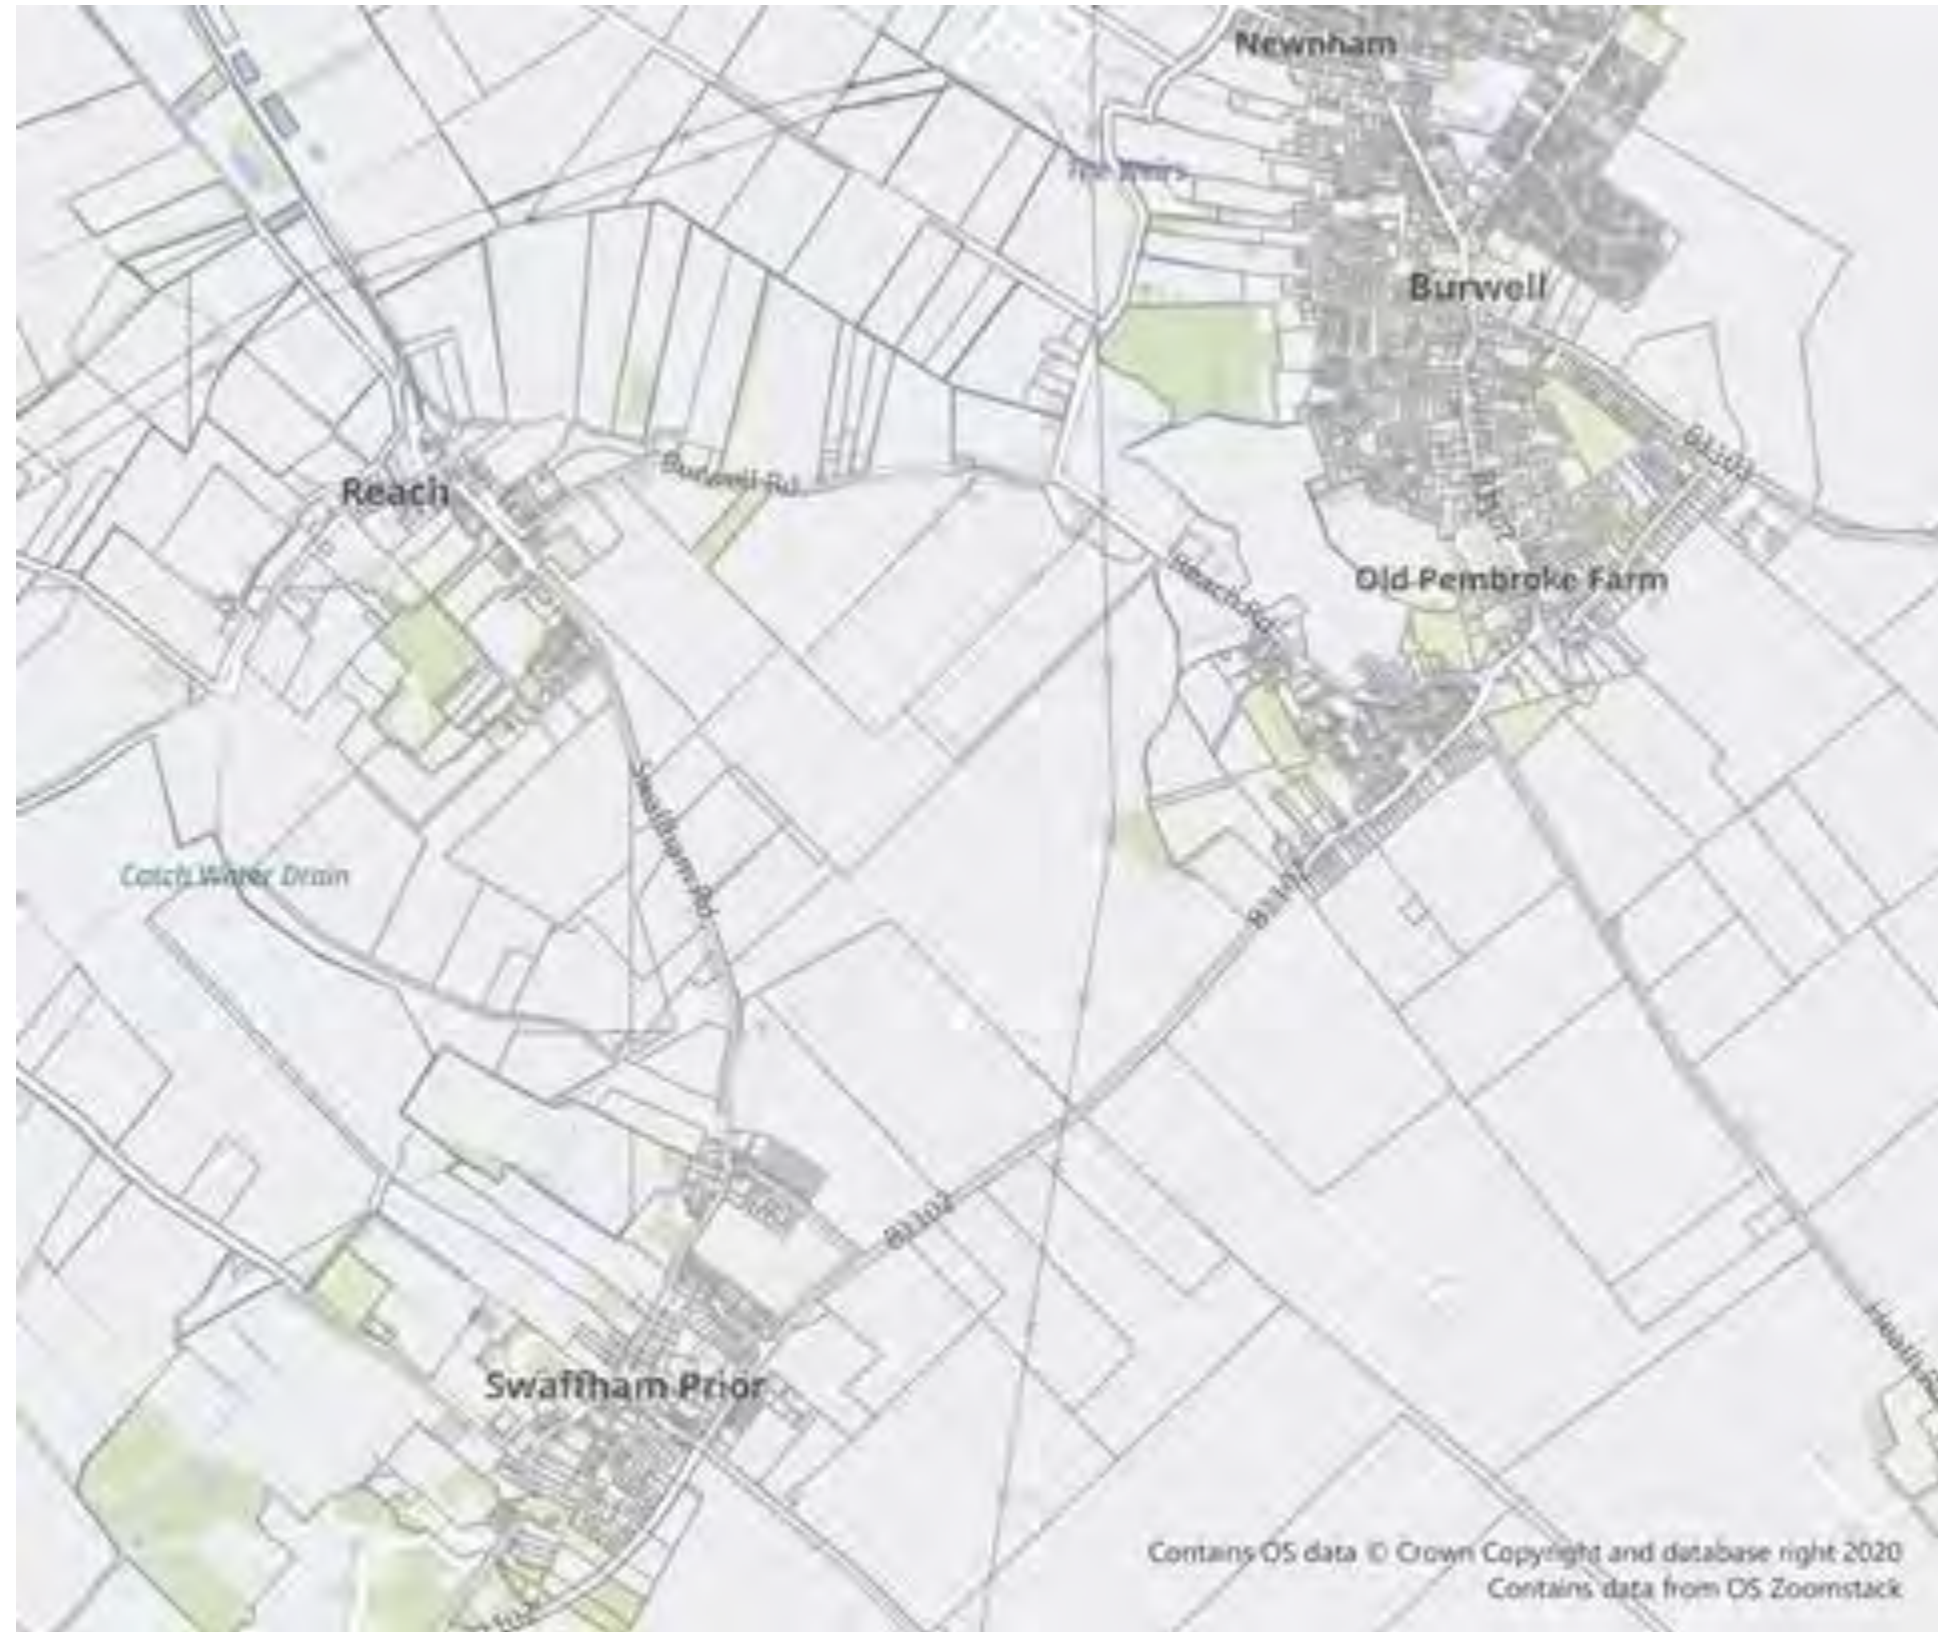 Newnham
Burwell
B1102
Burwell Rd
Reach
Reach Rd
Old Pembroke Farm
Swaffham Rd
Catch Water Drain
B1102
B1102
Heath
Swaffham Prior
Contains OS data © Crown Copyright and database right 2020
Contains data from OS Zoomstack